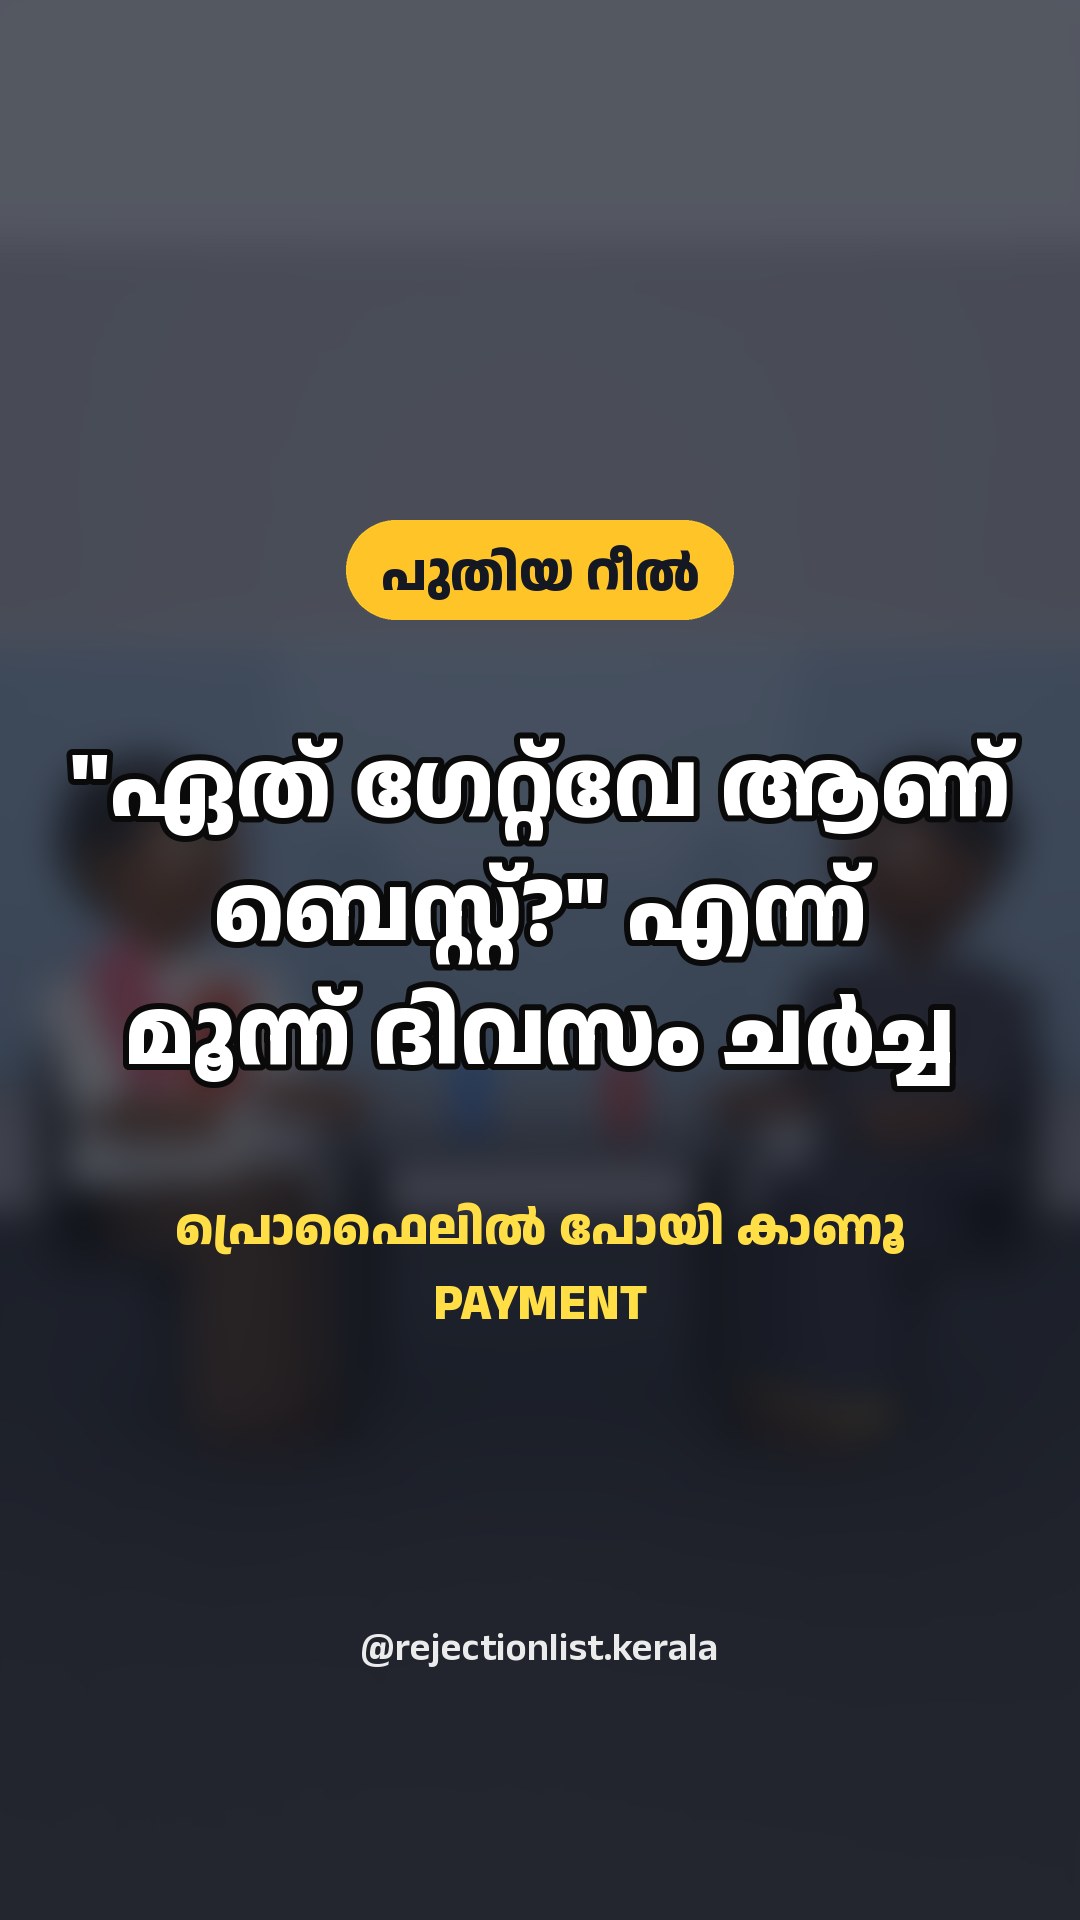 പുതിയ റീൽ
"ഏത് ഗേറ്റ്‌വേ ആണ്
ബെസ്റ്റ്?" എന്ന്
മൂന്ന് ദിവസം ചർച്ച
പ്രൊഫൈലിൽ പോയി കാണൂ
PAYMENT
@rejectionlist.kerala